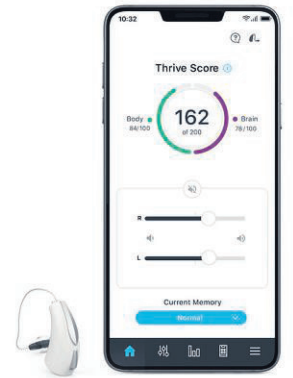 10:32
Thrive Score
Body
84/100
162
of 200
Brain
78/100
R
L
Current Memory
Normal